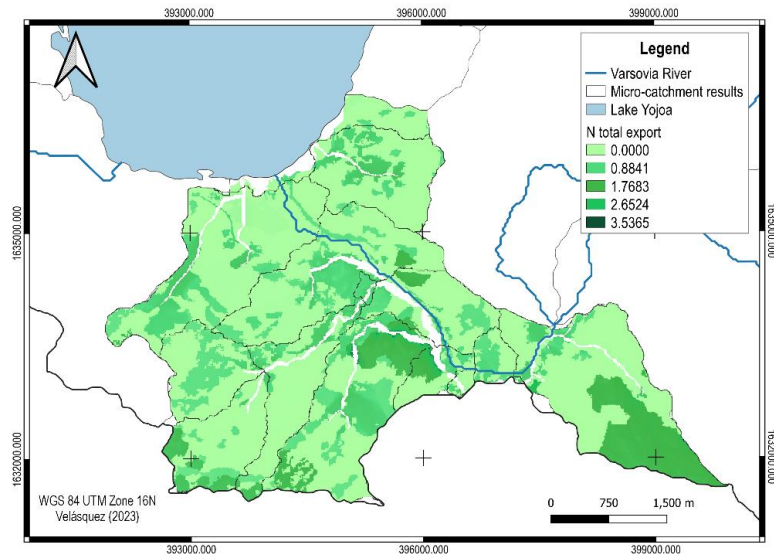 393000.000
396000.000
399000.000
Legend
Varsovia River
Micro-catchment results
Lake Yojoa
N total export
0.0000
0.8841
1.7683
2.6524
3.5365
1635000.000
1635000.000
1632000.000
1632000.000
WGS 84 UTM Zone 16N
Velásquez (2023)
0 750 1,500 m
393000.000
396000.000
399000.000